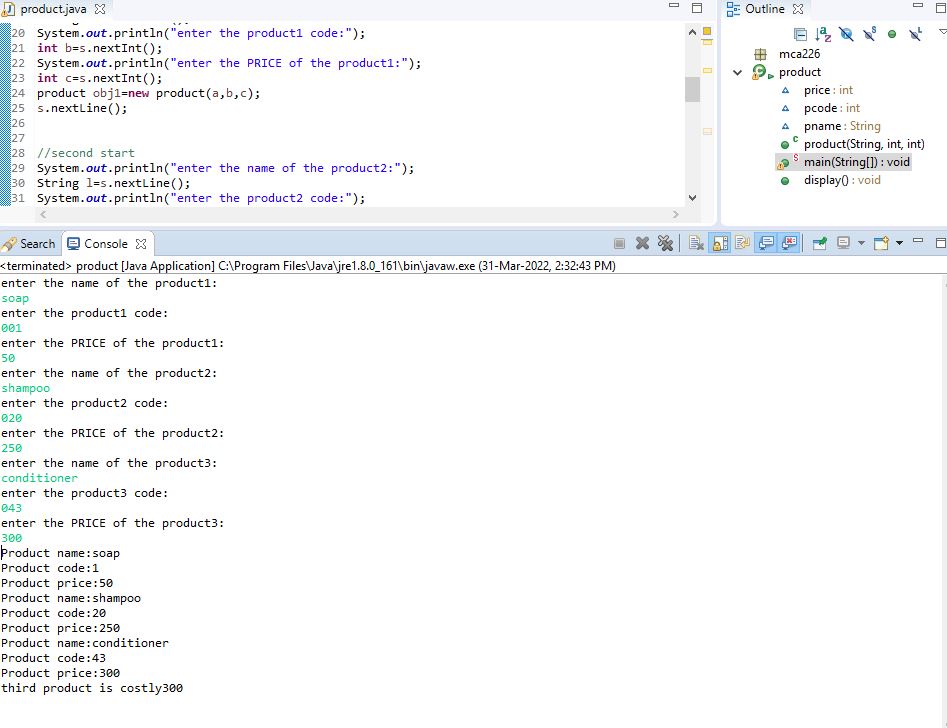 product.java
20 System.out.println("enter the product1 code:");
21 int b=s.nextInt();
22 System.out.println("enter the PRICE of the product1:");
23 int c=s.nextInt();
24 product obj1=new product(a,b,c);
25 s.nextLine();
26
27
28 //second start
29 System.out.println("enter the name of the product2:");
30 String l=s.nextLine();
31 System.out.println("enter the product2 code:");
Outline
mca226
product
price : int
pcode : int
pname : String
product(String, int, int)
main(String[]) : void
display() : void
Search Console
<terminated> product [Java Application] C:\Program Files\Java\jre1.8.0_161\bin\javaw.exe (31-Mar-2022, 2:32:43 PM)
enter the name of the product1:
soap
enter the product1 code:
001
enter the PRICE of the product1:
50
enter the name of the product2:
shampoo
enter the product2 code:
020
enter the PRICE of the product2:
250
enter the name of the product3:
conditioner
enter the product3 code:
043
enter the PRICE of the product3:
300
Product name:soap
Product code:1
Product price:50
Product name:shampoo
Product code:20
Product price:250
Product name:conditioner
Product code:43
Product price:300
third product is costly300